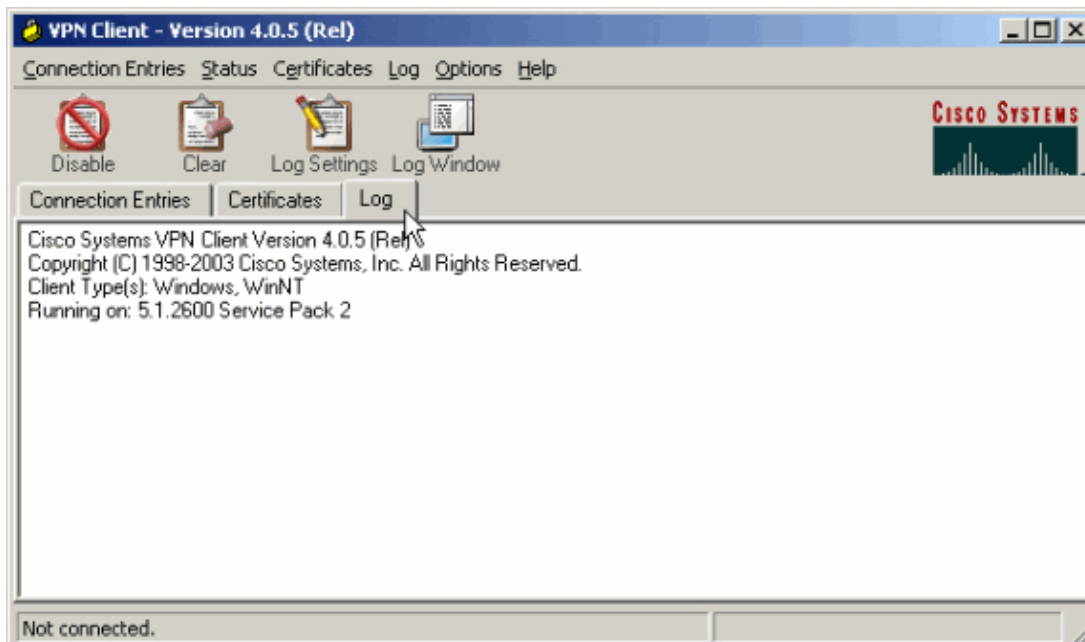 VPN Client - Version 4.0.5 (Rel)
Connection Entries Status Certificates Log Options Help
Disable Clear Log Settings Log Window
CISCO SYSTEMS
Connection Entries Certificates Log
Cisco Systems VPN Client Version 4.0.5 (Rel)
Copyright (C) 1998-2003 Cisco Systems, Inc. All Rights Reserved.
Client Type(s): Windows, WinNT
Running on: 5.1.2600 Service Pack 2
Not connected.